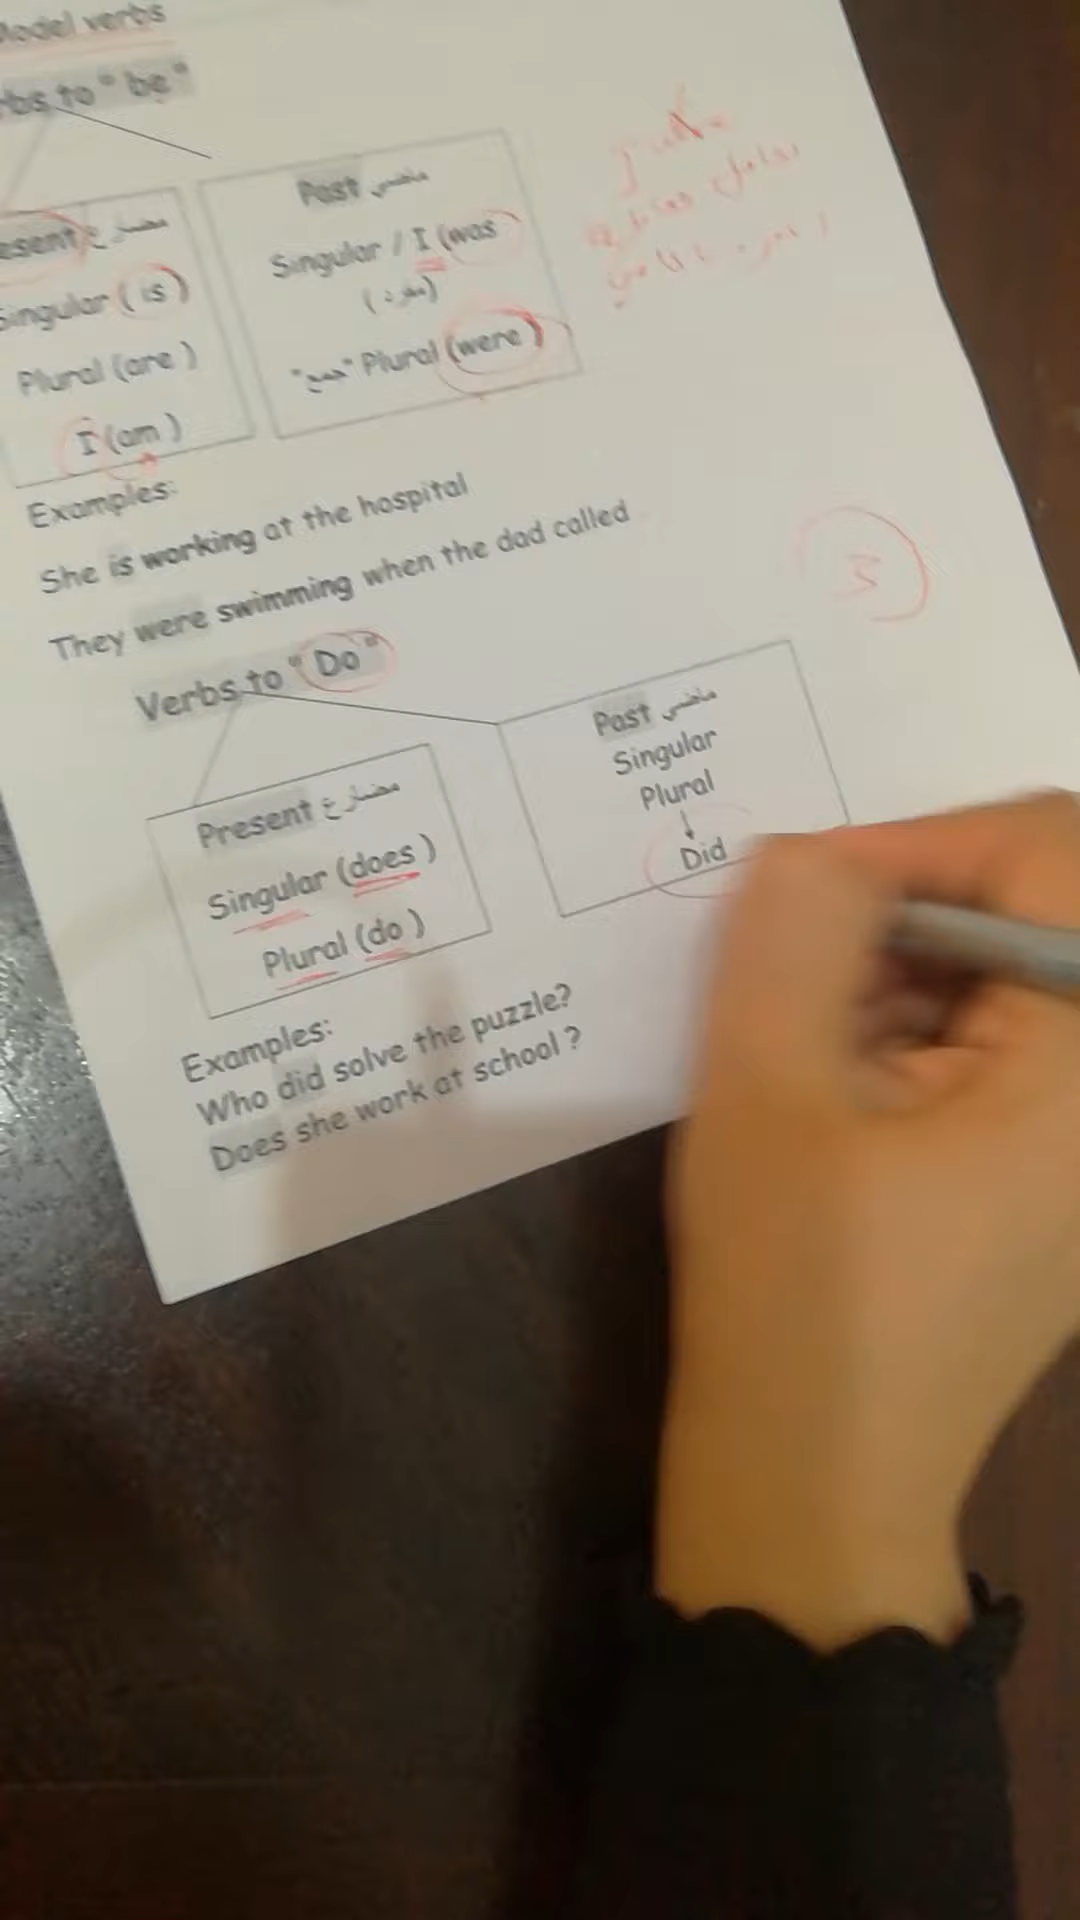 Model verbs
to "be"
Present مضارع
Singular (is)
Plural (are)
I (am)
Past ماضي
Singular / I (was
(مفرد)
"جمع" Plural (were)
Examples:
She is working at the hospital
They were swimming when the dad called
3
Verbs to "Do"
Present مضارع
Singular (does)
Plural (do)
Past ماضي
Singular
Plural
↓
Did
Examples:
Who did solve the puzzle?
Does she work at school?